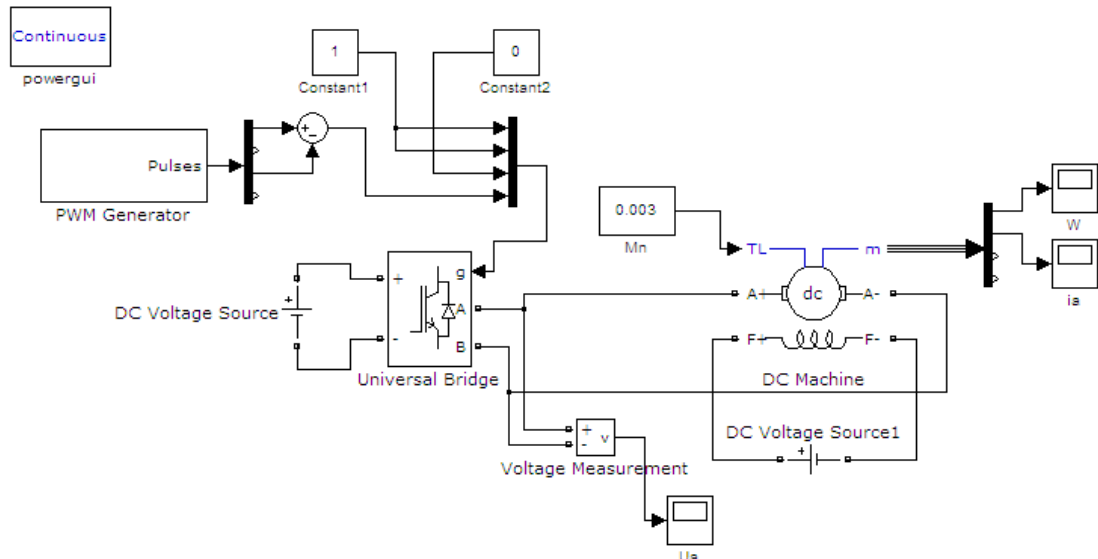 Continuous
powergui
1
Constant1
0
Constant2
Pulses
PWM Generator
+
-
0.003
Mn
TL
m
W
ia
g
+
A
-
B
Universal Bridge
+
DC Voltage Source
A+
dc
A-
F+
F-
DC Machine
DC Voltage Source1
+
+
-
v
Voltage Measurement
Ua